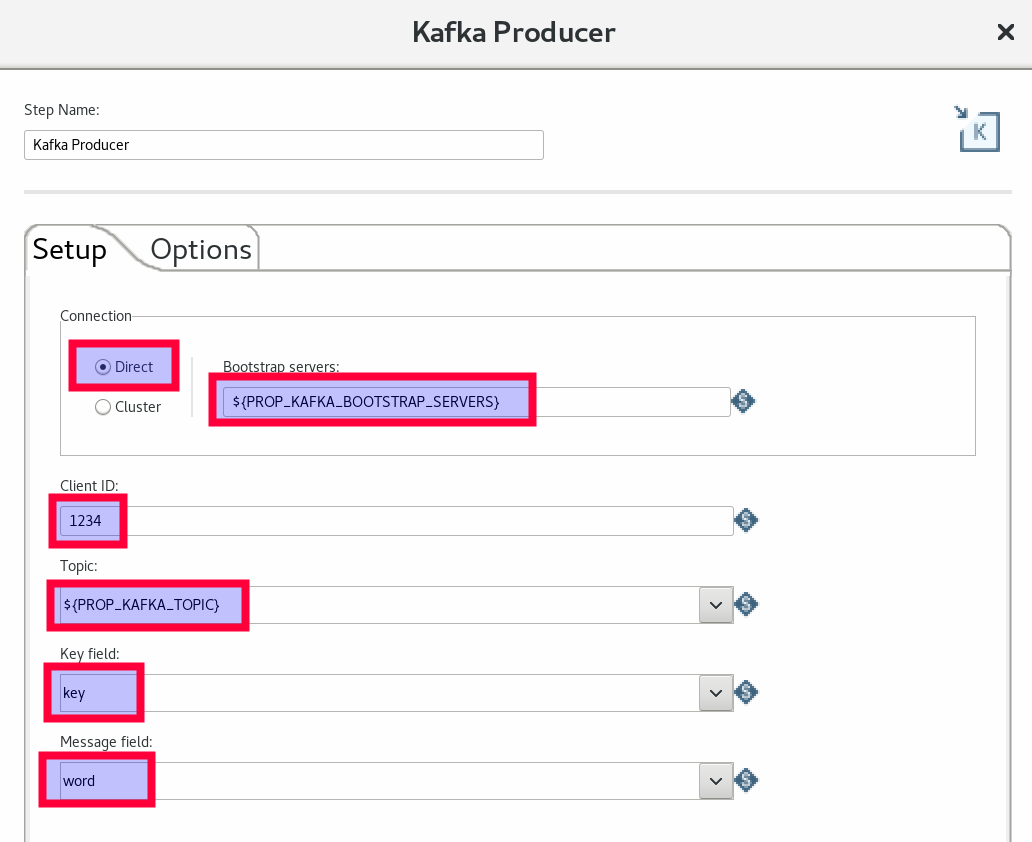 Kafka Producer
Step Name:
K
Kafka Producer
Setup Options
Connection
Direct
Bootstrap servers:
${PROP_KAFKA_BOOTSTRAP_SERVERS}
Cluster
Client ID:
1234
Topic:
${PROP_KAFKA_TOPIC}
Key field:
key
Message field:
word